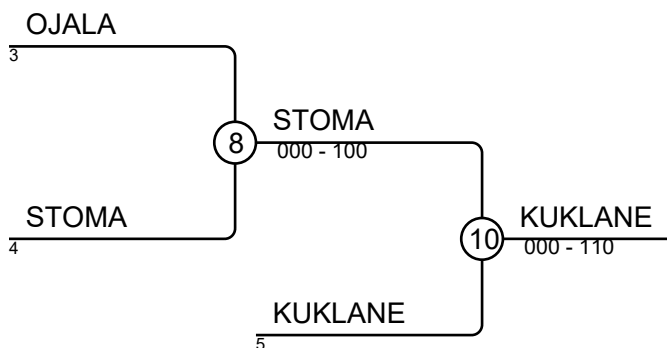 OJALA
3
STOMA
000 - 100
8
STOMA
4
KUKLANE
000 - 110
10
KUKLANE
5